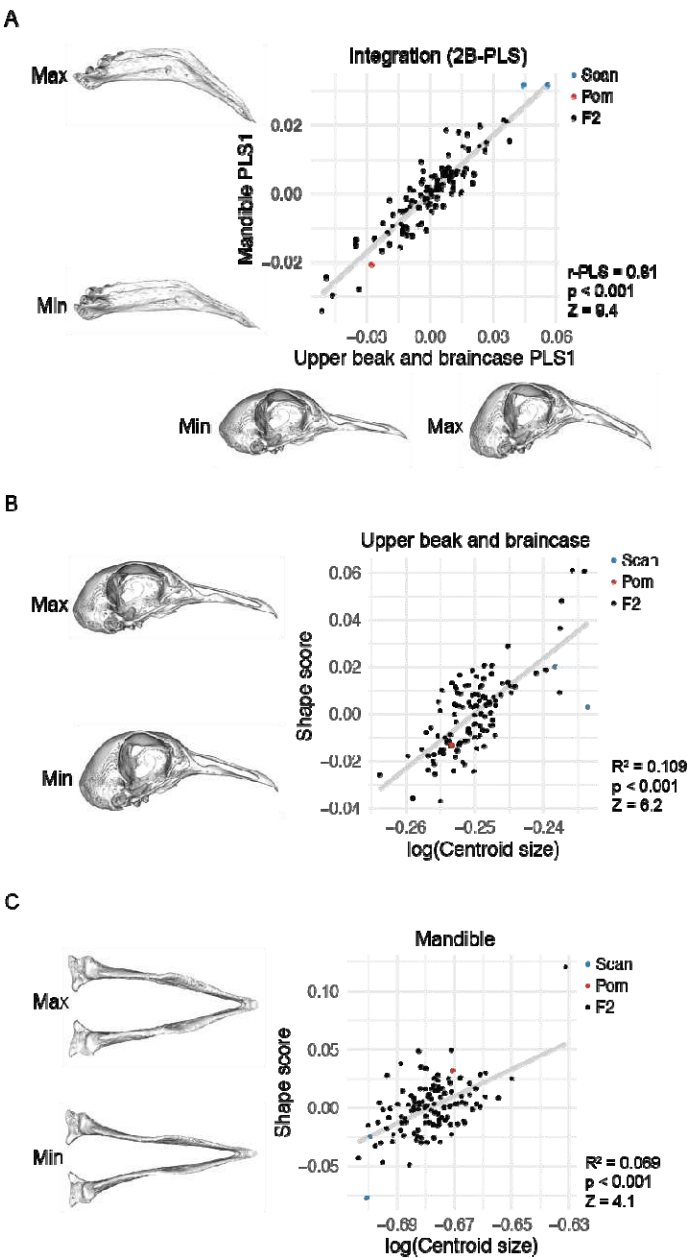 A
Integration (2B-PLS)
Max
Min
Mandible PLS1
0.02
0.00
−0.02
Scan
Pom
F2
r-PLS = 0.91
p < 0.001
Z = 9.4
−0.03 0.00 0.03 0.06
Upper beak and braincase PLS1
Min
Max
B
Upper beak and braincase
Max
Min
Shape score
0.06
0.04
0.02
0.00
−0.02
−0.04
Scan
Pom
F2
R² = 0.109
p < 0.001
Z = 6.2
−0.26 −0.25 −0.24
log(Centroid size)
C
Mandible
Max
Min
Shape score
0.10
0.05
0.00
−0.05
Scan
Pom
F2
R² = 0.069
p < 0.001
Z = 4.1
−0.69 −0.67 −0.65 −0.63
log(Centroid size)